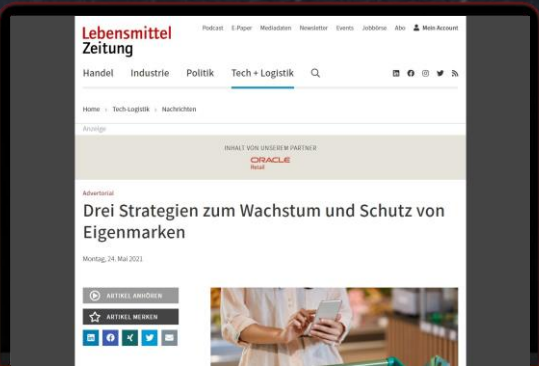 Lebensmittel
Zeitung
Podcast E-Paper Mediadaten Newsletter Events Jobbörse Abo Mein Account
Handel Industrie Politik Tech + Logistik
Home > Tech-Logistik > Nachrichten
Anzeige
INHALT VON UNSEREM PARTNER
ORACLE
Retail
Advertorial
Drei Strategien zum Wachstum und Schutz von
Eigenmarken
Montag, 24. Mai 2021
ARTIKEL ANHÖREN
ARTIKEL MERKEN